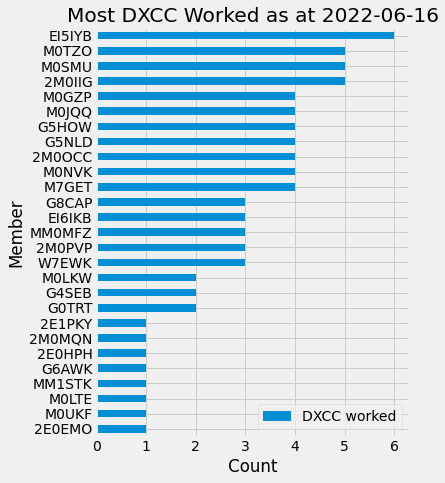 Most DXCC Worked as at 2022-06-16
EI5IYB
M0TZO
M0SMU
2M0IIG
M0GZP
M0JQQ
G5HOW
G5NLD
2M0OCC
M0NVK
M7GET
G8CAP
EI6IKB
MM0MFZ
2M0PVP
W7EWK
M0LKW
G4SEB
G0TRT
2E1PKY
2M0MQN
2E0HPH
G6AWK
MM1STK
M0LTE
M0UKF
2E0EMO
Member
DXCC worked
0 1 2 3 4 5 6
Count